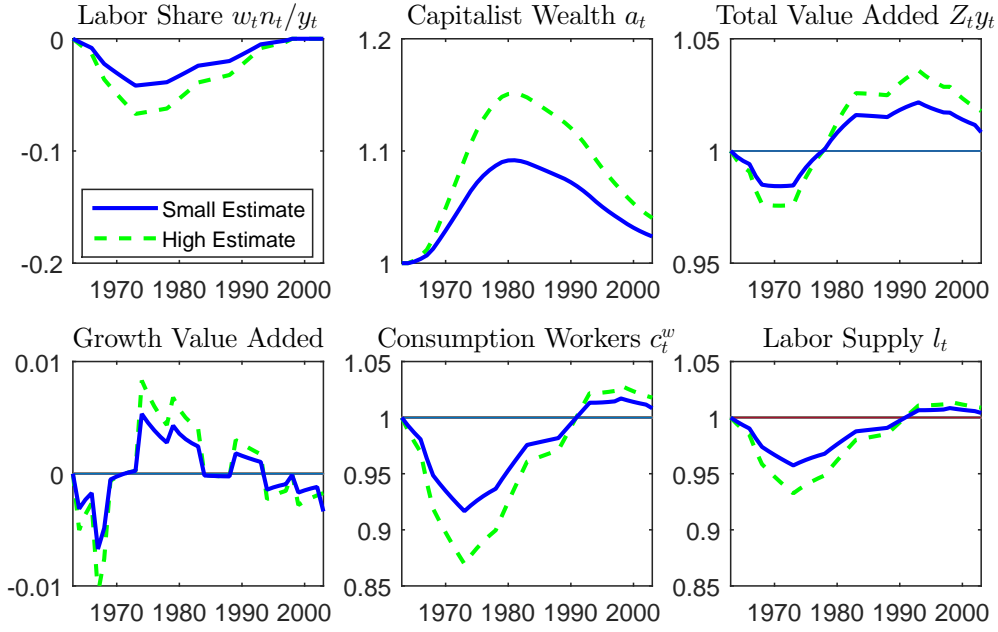 Labor Share w_t n_t/y_t
Capitalist Wealth a_t
Total Value Added Z_t y_t
0
-0.1
-0.2
Small Estimate
High Estimate
1970 1980 1990 2000
1.2
1.1
1
1970 1980 1990 2000
1.05
1
0.95
1970 1980 1990 2000
Growth Value Added
Consumption Workers c_t^w
Labor Supply l_t
0.01
0
-0.01
1970 1980 1990 2000
1.05
1
0.95
0.9
0.85
1970 1980 1990 2000
1.05
1
0.95
0.9
0.85
1970 1980 1990 2000